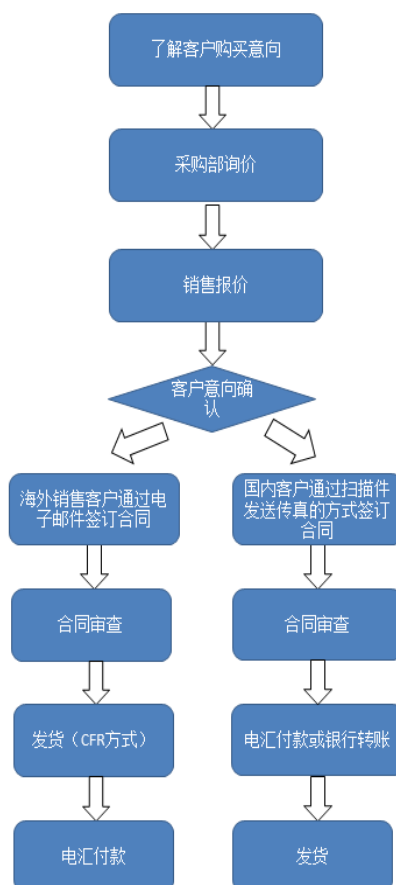 了解客户购买意向
采购部询价
销售报价
客户意向确
认
海外销售客户通过电
子邮件签订合同
国内客户通过扫描件
发送传真的方式签订
合同
合同审查
合同审查
发货（CFR方式）
电汇付款或银行转账
电汇付款
发货